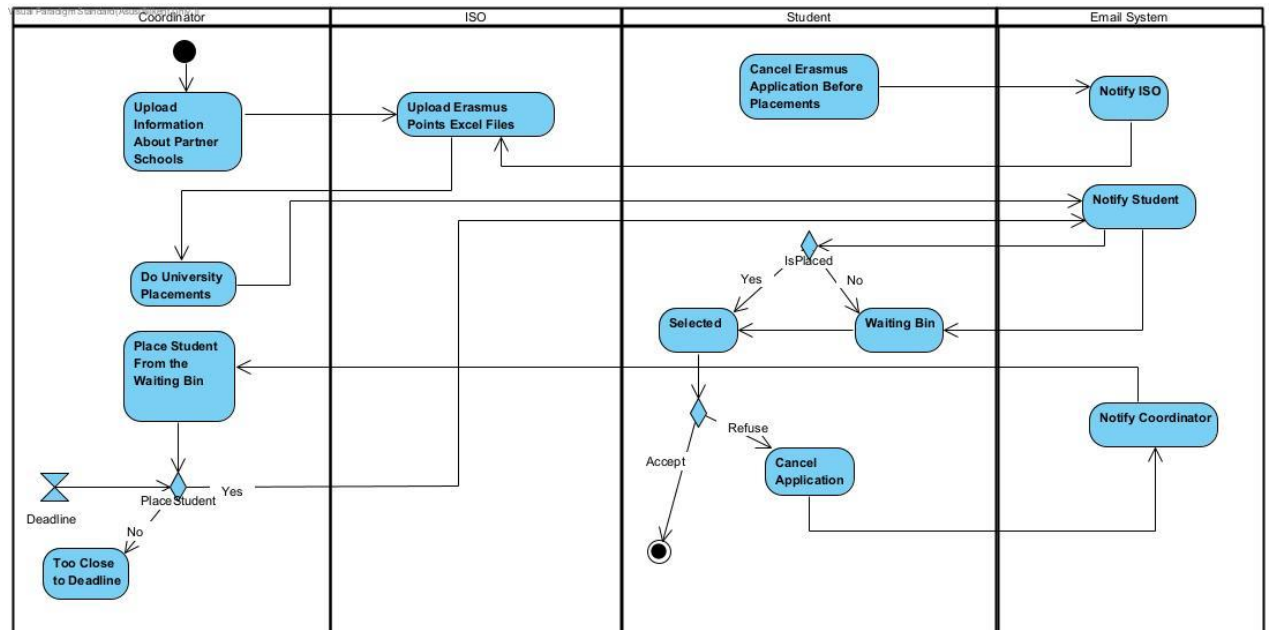 Coordinator
ISO
Student
Email System
Upload
Information
About Partner
Schools
Upload Erasmus
Points Excel Files
Cancel Erasmus
Application Before
Placements
Notify ISO
Notify Student
IsPlaced
Yes
No
Do University
Placements
Selected
Waiting Bin
Place Student
From the
Waiting Bin
Notify Coordinator
Refuse
Accept
Cancel
Application
Deadline
PlaceStudent
Yes
No
Too Close
to Deadline